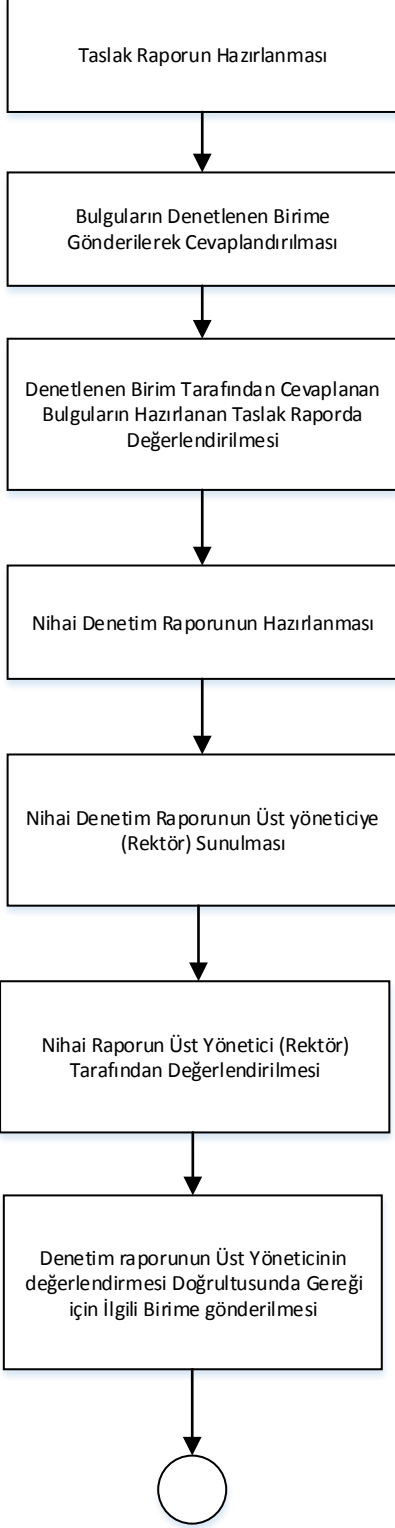 Taslak Raporun Hazırlanması
Bulguların Denetlenen Birime
Gönderilerek Cevaplandırılması
Denetlenen Birim Tarafından Cevaplanan
Bulguların Hazırlanan Taslak Raporda
Değerlendirilmesi
Nihai Denetim Raporunun Hazırlanması
Nihai Denetim Raporunun Üst yöneticiye
(Rektör) Sunulması
Nihai Raporun Üst Yönetici (Rektör)
Tarafından Değerlendirilmesi
Denetim raporunun Üst Yöneticinin
değerlendirmesi Doğrultusunda Gereği
için İlgili Birime gönderilmesi